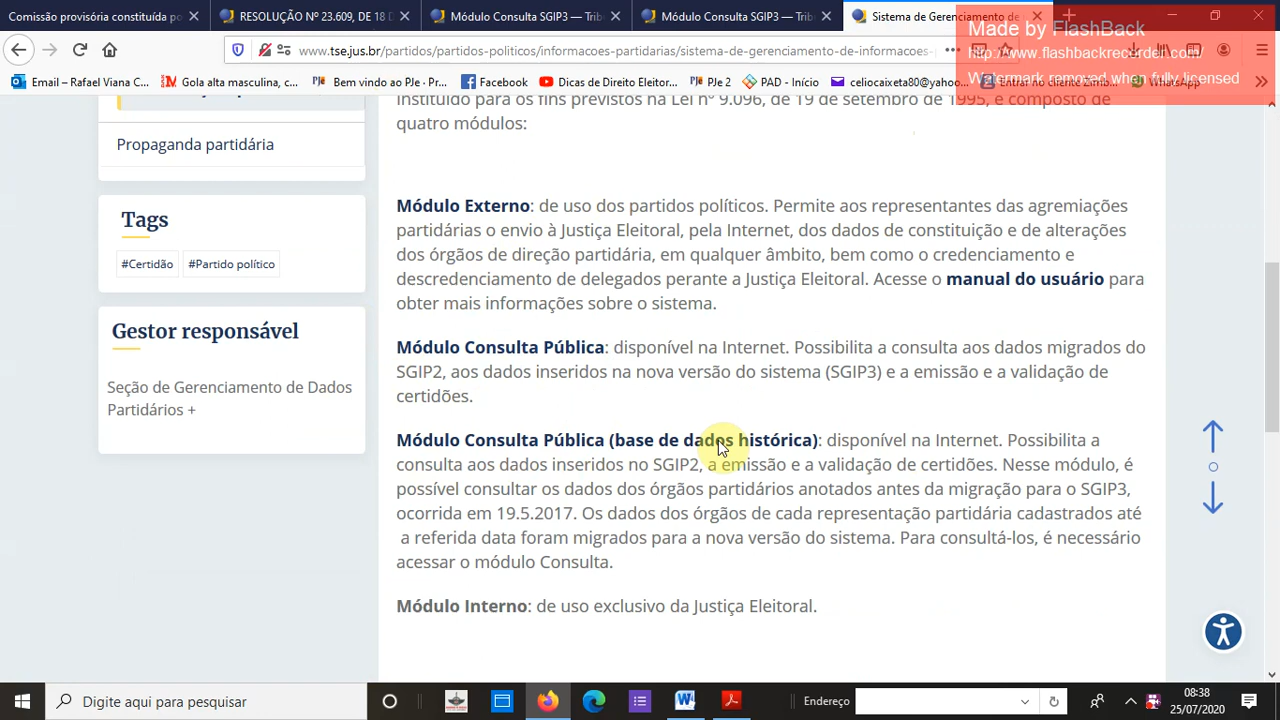 Comissão provisória constituída po
RESOLUÇÃO Nº 23.609, DE 18 D
Módulo Consulta SGIP3 — Trib
Módulo Consulta SGIP3 — Trib
Sistema de Gerenciamento de
Made by FlashBack
http://www.flashbackrecorder.com/
Watermark removed when fully licensed
www.tse.jus.br/partidos/partidos-politicos/informacoes-partidarias/sistema-de-gerenciamento-de-informacoes-
Email – Rafael Viana C...
Gola alta masculina, c...
Bem vindo ao PJe · Pr...
Facebook
Dicas de Direito Eleitor...
PJe 2
PAD - Início
celiocaixeta80@yahoo...
Entrar no cliente Zimb...
WhatsApp
instituído para os fins previstos na Lei nº 9.096, de 19 de setembro de 1995, é composto de
quatro módulos:
Propaganda partidária
Tags
#Certidão
#Partido político
Gestor responsável
Seção de Gerenciamento de Dados
Partidários +
Módulo Externo: de uso dos partidos políticos. Permite aos representantes das agremiações
partidárias o envio à Justiça Eleitoral, pela Internet, dos dados de constituição e de alterações
dos órgãos de direção partidária, em qualquer âmbito, bem como o credenciamento e
descredenciamento de delegados perante a Justiça Eleitoral. Acesse o manual do usuário para
obter mais informações sobre o sistema.
Módulo Consulta Pública: disponível na Internet. Possibilita a consulta aos dados migrados do
SGIP2, aos dados inseridos na nova versão do sistema (SGIP3) e a emissão e a validação de
certidões.
Módulo Consulta Pública (base de dados histórica): disponível na Internet. Possibilita a
consulta aos dados inseridos no SGIP2, a emissão e a validação de certidões. Nesse módulo, é
possível consultar os dados dos órgãos partidários anotados antes da migração para o SGIP3,
ocorrida em 19.5.2017. Os dados dos órgãos de cada representação partidária cadastrados até
a referida data foram migrados para a nova versão do sistema. Para consultá-los, é necessário
acessar o módulo Consulta.
Módulo Interno: de uso exclusivo da Justiça Eleitoral.
Digite aqui para pesquisar
Endereço
08:38
25/07/2020